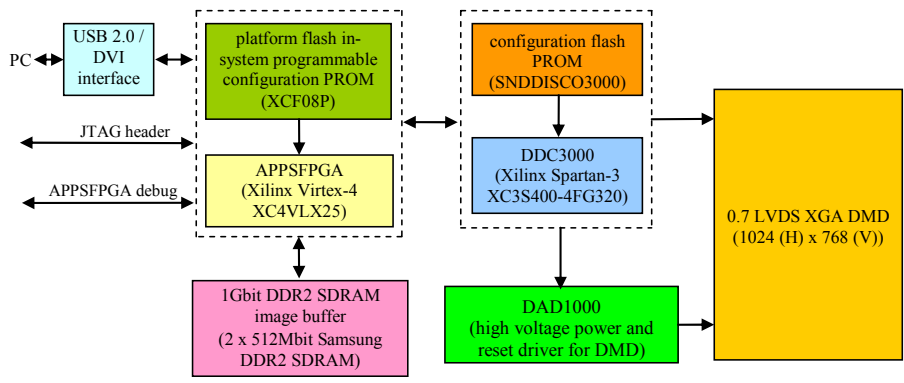 PC
USB 2.0 /
DVI
interface
platform flash in-
system programmable
configuration PROM
(XCF08P)
configuration flash
PROM
(SNDDISCO3000)
JTAG header
APPSFPGA
(Xilinx Virtex-4
XC4VLX25)
APPSFPGA debug
DDC3000
(Xilinx Spartan-3
XC3S400-4FG320)
0.7 LVDS XGA DMD
(1024 (H) x 768 (V))
1Gbit DDR2 SDRAM
image buffer
(2 x 512Mbit Samsung
DDR2 SDRAM)
DAD1000
(high voltage power and
reset driver for DMD)